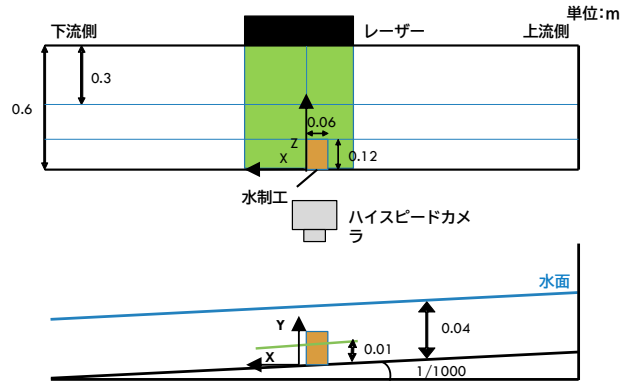 単位:m
下流側
レーザー
上流側
0.3
0.6
0.06
Z
X
0.12
水制工
ハイスピードカメ
ラ
水面
Y
0.04
X
0.01
1/1000